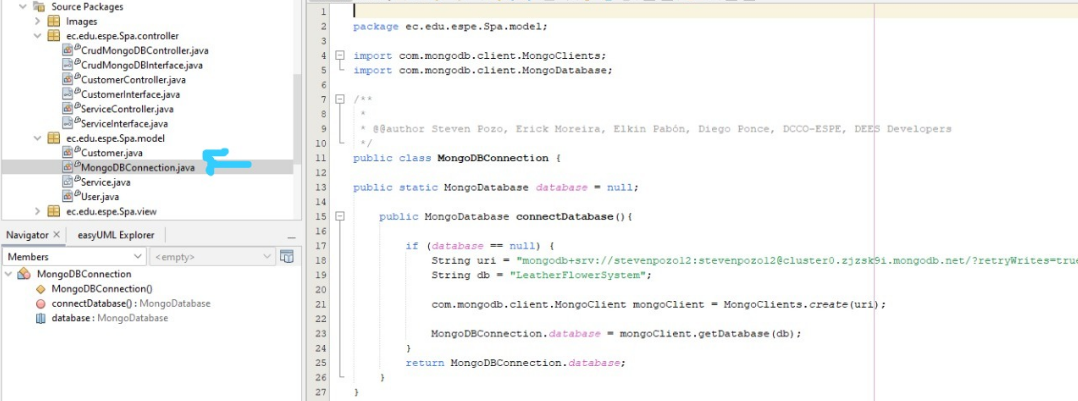 Source Packages
Images
ec.edu.espe.Spa.controller
CrudMongoDBController.java
CrudMongoDBInterface.java
CustomerController.java
CustomerInterface.java
ServiceController.java
ServiceInterface.java
ec.edu.espe.Spa.model
Customer.java
MongoDBConnection.java
Service.java
User.java
ec.edu.espe.Spa.view
Navigator × easyUML Explorer
Members <empty>
MongoDBConnection
MongoDBConnection()
connectDatabase() : MongoDatabase
database : MongoDatabase
1
2 package ec.edu.espe.Spa.model;
3
4 import com.mongodb.client.MongoClients;
5 import com.mongodb.client.MongoDatabase;
6
7 /**
8 *
9 * @@author Steven Pozo, Erick Moreira, Elkin Pabón, Diego Ponce, DCCO-ESPE, DEES Developers
10 */
11 public class MongoDBConnection {
12
13 public static MongoDatabase database = null;
14
15 public MongoDatabase connectDatabase(){
16
17 if (database == null) {
18 String uri = "mongodb+srv://stevenpozo12:stevenpozo12@cluster0.zjzsk9i.mongodb.net/?retryWrites=true
19 String db = "LeatherFlowerSystem";
20
21 com.mongodb.client.MongoClient mongoClient = MongoClients.create(uri);
22
23 MongoDBConnection.database = mongoClient.getDatabase(db);
24 }
25 return MongoDBConnection.database;
26 }
27 }